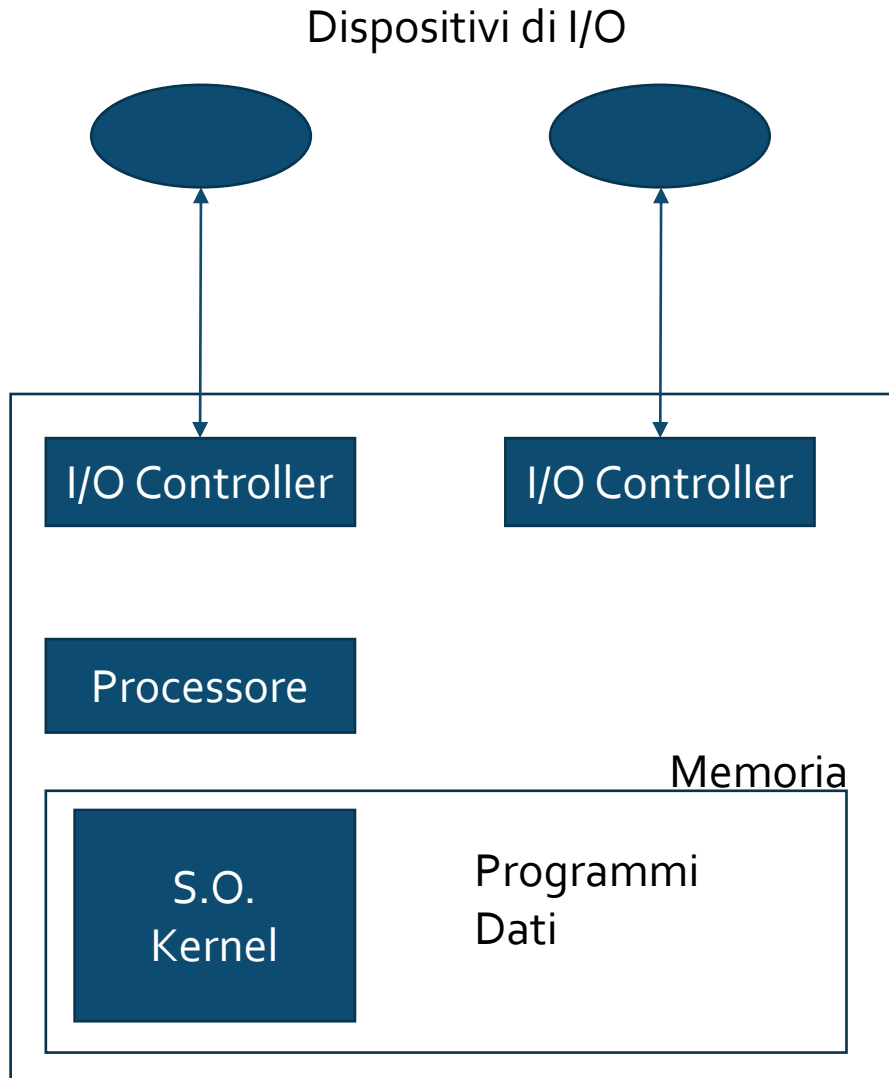 Dispositivi di I/O
I/O Controller
I/O Controller
Processore
Memoria
S.O.
Kernel
Programmi
Dati